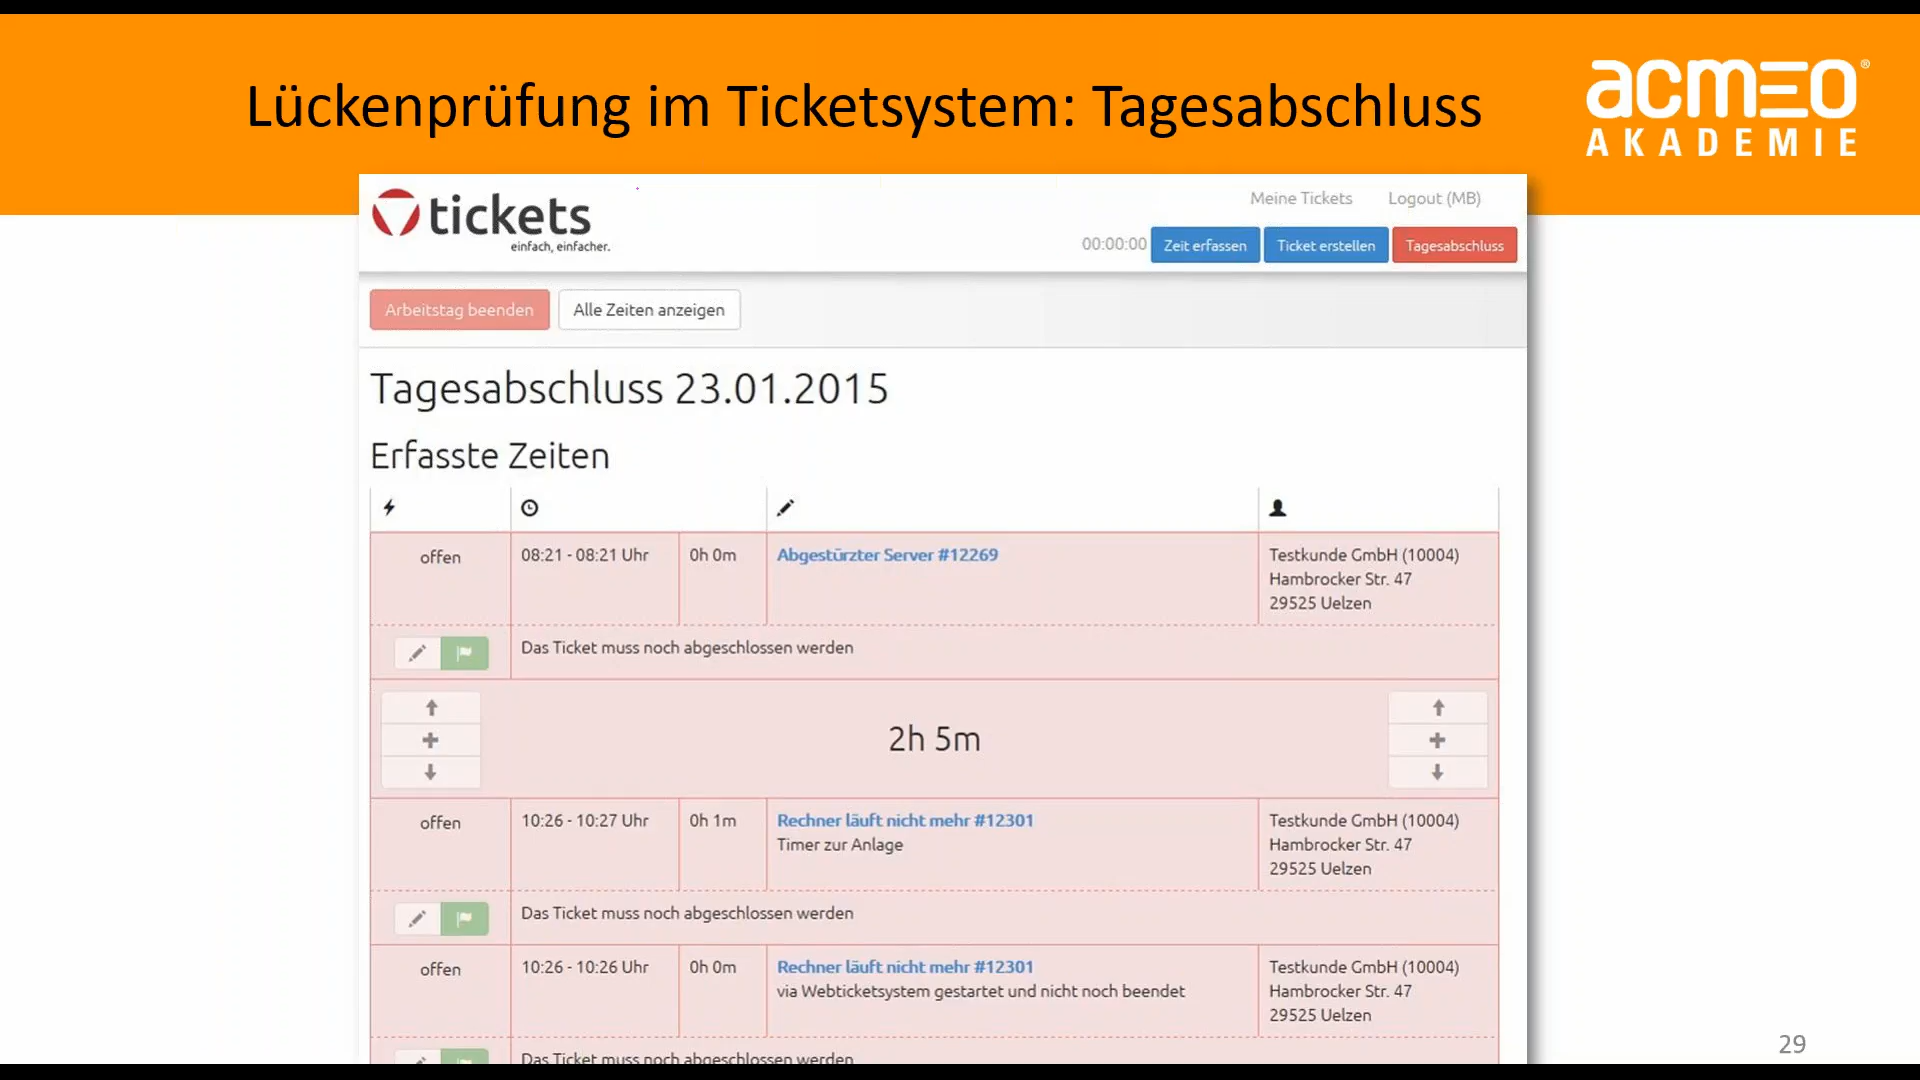 Lückenprüfung im Ticketsystem: Tagesabschluss
acmeo®
AKADEMIE
tickets
einfach, einfacher.
Meine Tickets Logout (MB)
00:00:00 Zeit erfassen Ticket erstellen Tagesabschluss
Arbeitstag beenden Alle Zeiten anzeigen
Tagesabschluss 23.01.2015
Erfasste Zeiten
offen 08:21 - 08:21 Uhr 0h 0m Abgestürzter Server #12269 Testkunde GmbH (10004)
Hambrocker Str. 47
29525 Uelzen
Das Ticket muss noch abgeschlossen werden
2h 5m
offen 10:26 - 10:27 Uhr 0h 1m Rechner läuft nicht mehr #12301 Testkunde GmbH (10004)
Timer zur Anlage Hambrocker Str. 47
29525 Uelzen
Das Ticket muss noch abgeschlossen werden
offen 10:26 - 10:26 Uhr 0h 0m Rechner läuft nicht mehr #12301 Testkunde GmbH (10004)
via Webticketsystem gestartet und nicht noch beendet Hambrocker Str. 47
29525 Uelzen
Das Ticket muss noch abgeschlossen werden
29